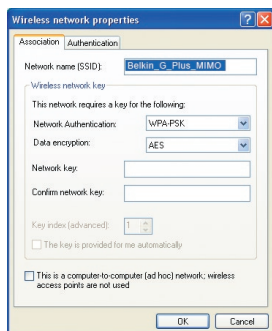 Wireless network properties
Association
Authentication
Network name (SSID):
Belkin_G_Plus_MIMO
Wireless network key
This network requires a key for the following:
Network Authentication:
WPA-PSK
Data encryption:
AES
Network key:
Confirm network key:
Key index (advanced):
1
The key is provided for me automatically
This is a computer-to-computer (ad hoc) network; wireless
access points are not used
OK
Cancel